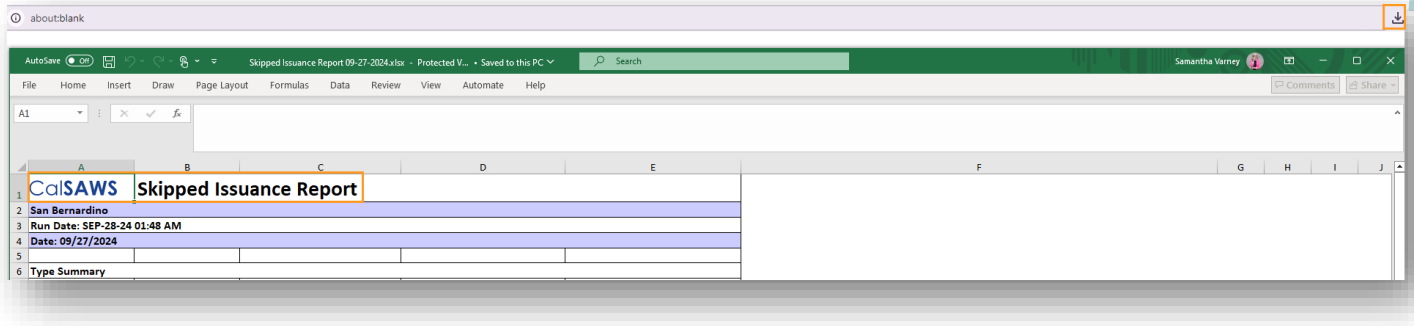 about:blank
AutoSave Off Skipped Issuance Report 09-27-2024.xlsx - Protected V... • Saved to this PC Search Samantha Varney
File Home Insert Draw Page Layout Formulas Data Review View Automate Help Comments Share
A1 fx
A B C D E F G H I J
1 CalSAWS Skipped Issuance Report
2 San Bernardino
3 Run Date: SEP-28-24 01:48 AM
4 Date: 09/27/2024
5
6 Type Summary